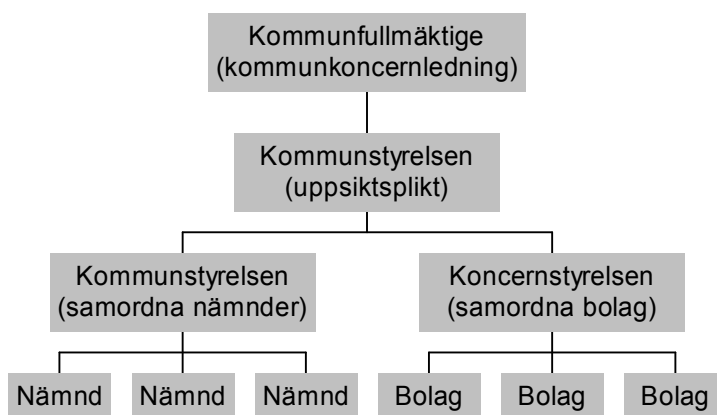 Kommunfullmäktige
(kommunkoncernledning)
Kommunstyrelsen
(uppsiktsplikt)
Kommunstyrelsen
(samordna nämnder)
Koncernstyrelsen
(samordna bolag)
Nämnd
Nämnd
Nämnd
Bolag
Bolag
Bolag